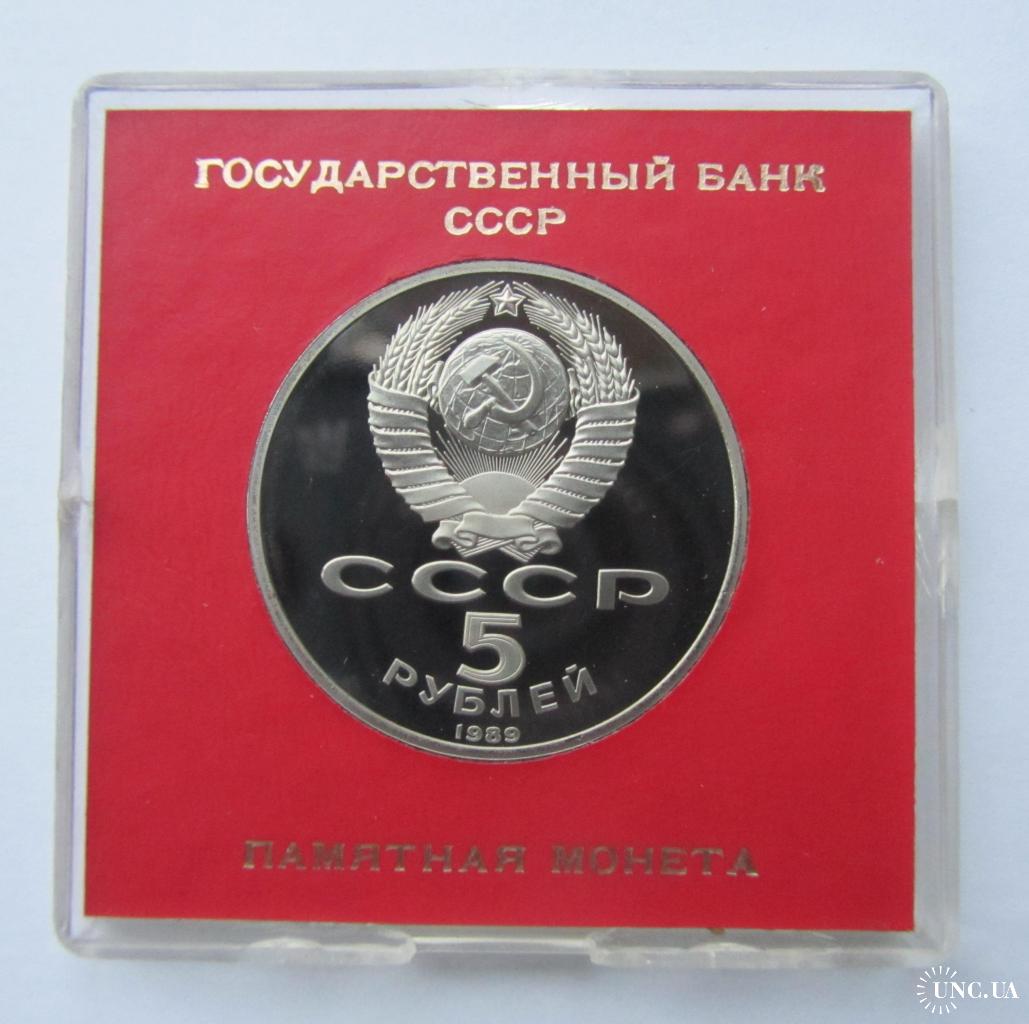 ГОСУДАРСТВЕННЫЙ БАНК
СССР
СССР
5
РУБЛЕЙ
1989
ПАМЯТНАЯ МОНЕТА
UNC.UA